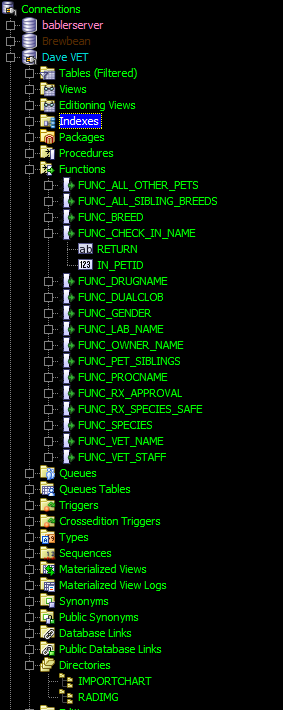 Connections
bablerserver
Brewbean
Dave VET
Tables (Filtered)
Views
Editioning Views
Indexes
Packages
Procedures
Functions
FUNC_ALL_OTHER_PETS
FUNC_ALL_SIBLING_BREEDS
FUNC_BREED
FUNC_CHECK_IN_NAME
ab RETURN
123 IN_PETID
FUNC_DRUGNAME
FUNC_DUALCLOB
FUNC_GENDER
FUNC_LAB_NAME
FUNC_OWNER_NAME
FUNC_PET_SIBLINGS
FUNC_PROCNAME
FUNC_RX_APPROVAL
FUNC_RX_SPECIES_SAFE
FUNC_SPECIES
FUNC_VET_NAME
FUNC_VET_STAFF
Queues
Queues Tables
Triggers
Crossedition Triggers
Types
Sequences
Materialized Views
Materialized View Logs
Synonyms
Public Synonyms
Database Links
Public Database Links
Directories
IMPORTCHART
RADIMG